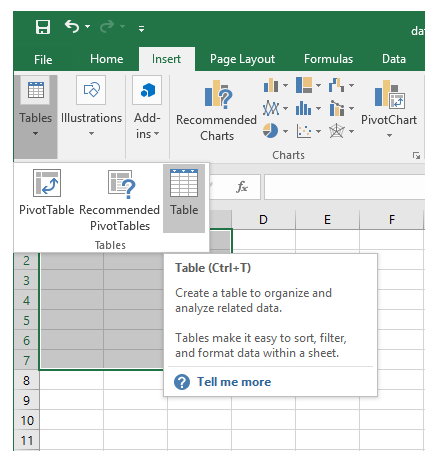 da
File Home Insert Page Layout Formulas Data
Tables Illustrations Add-
ins Recommended
Charts PivotChart
Charts
PivotTable Recommended
PivotTables Table
Tables
fx
D E F
2
3
4
5
6
7
8
9
10
11
Table (Ctrl+T)
Create a table to organize and
analyze related data.
Tables make it easy to sort, filter,
and format data within a sheet.
? Tell me more